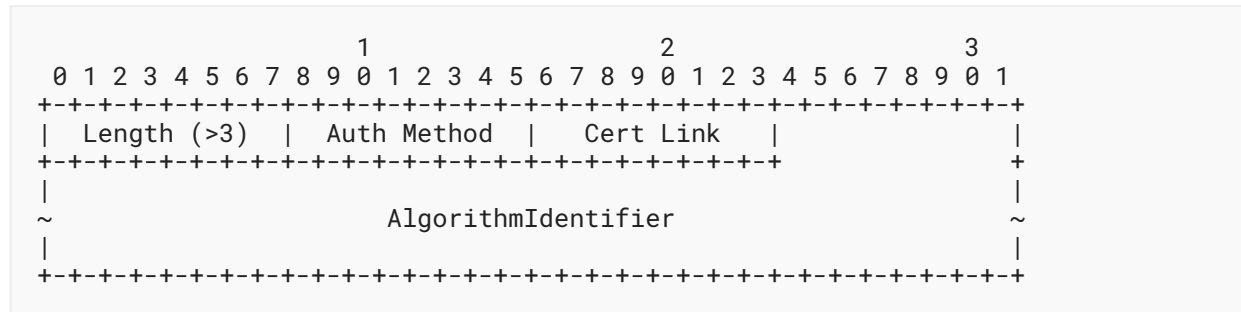 1                   2                   3
 0 1 2 3 4 5 6 7 8 9 0 1 2 3 4 5 6 7 8 9 0 1 2 3 4 5 6 7 8 9 0 1
+-+-+-+-+-+-+-+-+-+-+-+-+-+-+-+-+-+-+-+-+-+-+-+-+-+-+-+-+-+-+-+-+
|  Length (>3)  |  Auth Method  |   Cert Link   |               |
+-+-+-+-+-+-+-+-+-+-+-+-+-+-+-+-+-+-+-+-+-+-+-+-+               +
|                                                               |
~                      AlgorithmIdentifier                      ~
|                                                               |
+-+-+-+-+-+-+-+-+-+-+-+-+-+-+-+-+-+-+-+-+-+-+-+-+-+-+-+-+-+-+-+-+